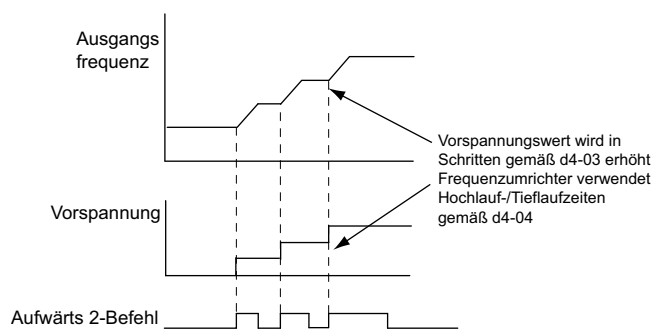 Ausgangs
frequenz
Vorspannungswert wird in
Schritten gemäß d4-03 erhöht
Frequenzumrichter verwendet
Hochlauf-/Tieflaufzeiten
gemäß d4-04
Vorspannung
Aufwärts 2-Befehl